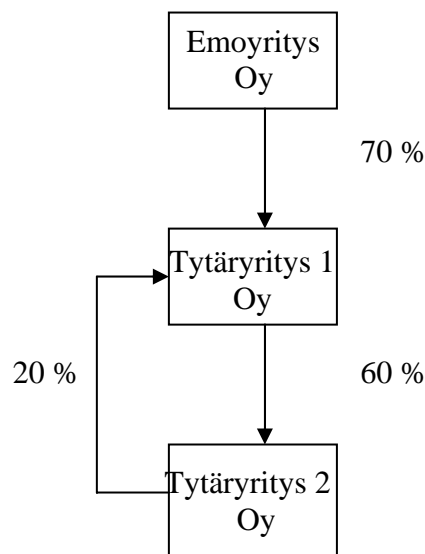 Emoyritys
Oy
70 %
Tytäryritys 1
Oy
20 %
60 %
Tytäryritys 2
Oy